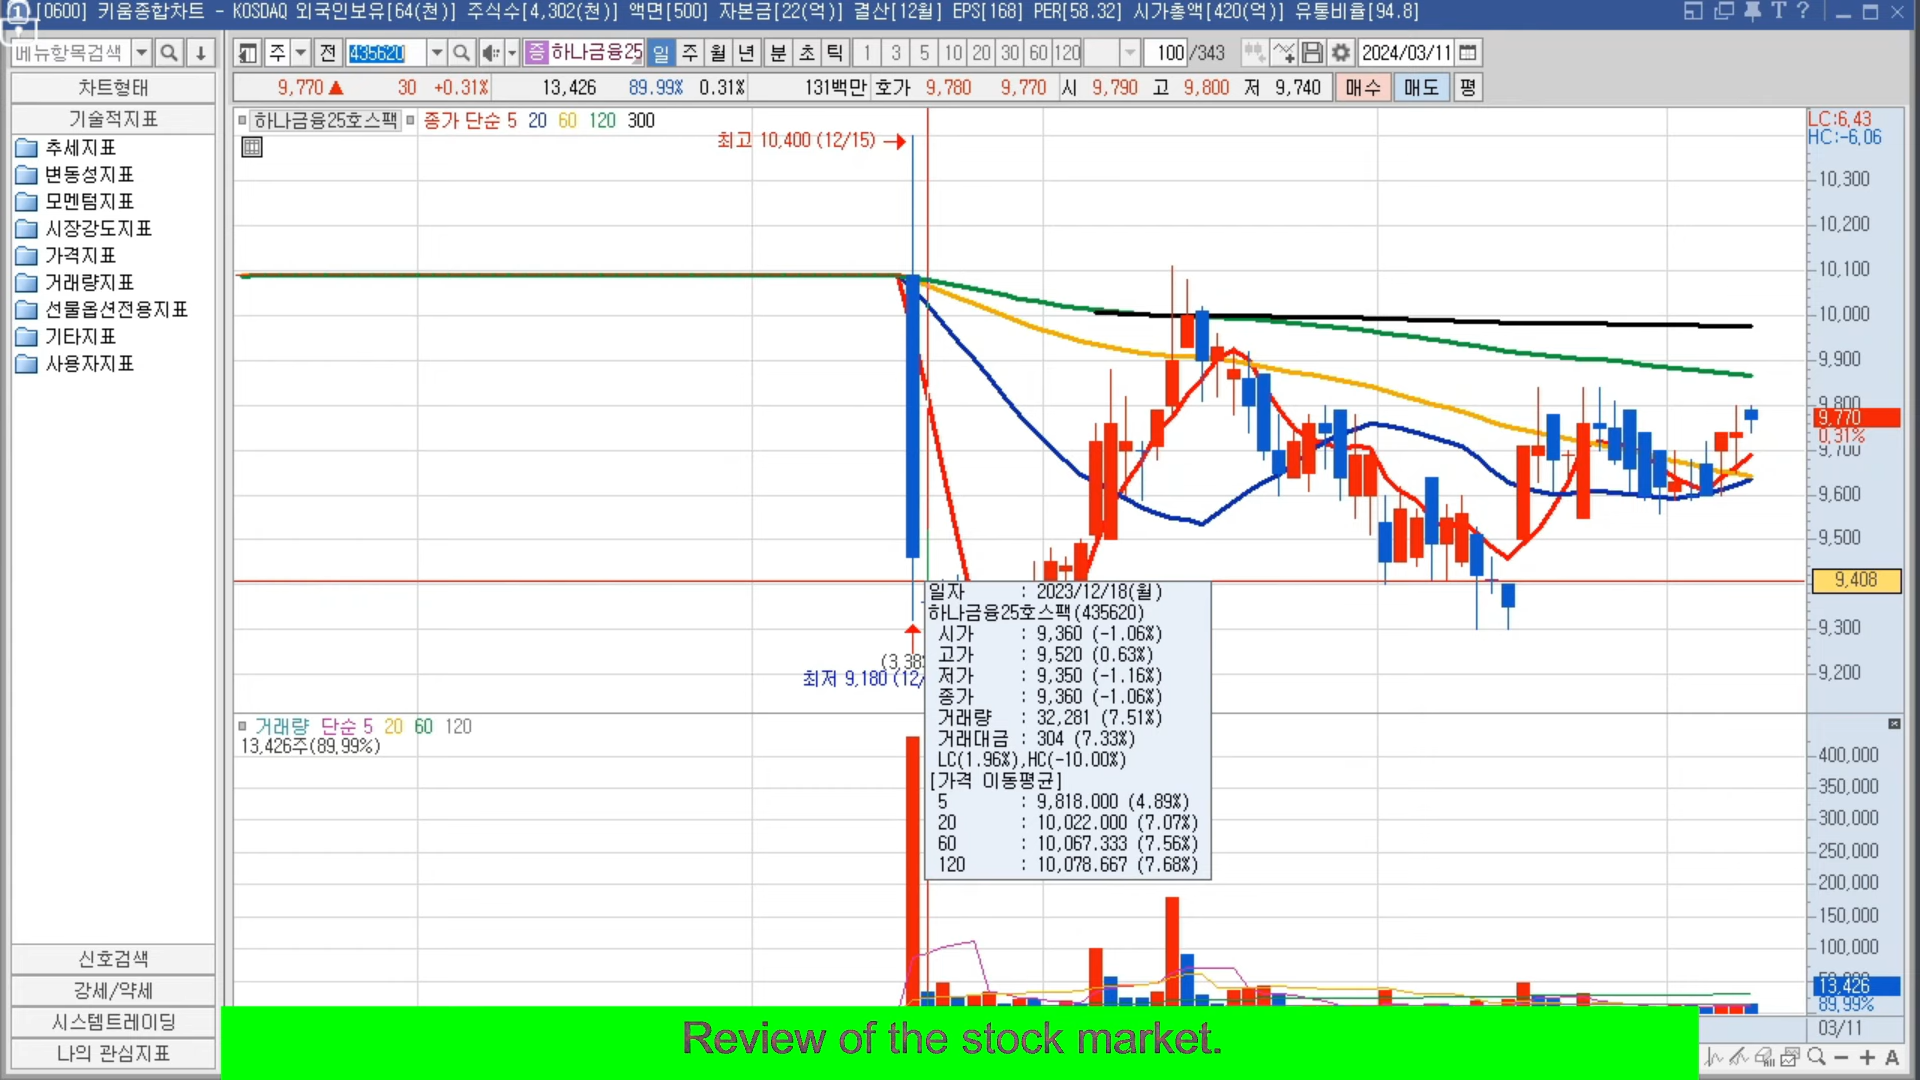 [0600] 키움종합차트 - KOSDAQ 외국인보유[64(천)] 주식수[4,302(천)] 액면[500] 자본금[22(억)] 결산[12월] EPS[168] PER[58.32] 시가총액[420(억)] 유통비율[94.8]
메뉴항목검색 주 전 435620 증 하나금융25 일 주 월 년 분 초 틱 1 3 5 10 20 30 60 120 100 /343 2024/03/11
9,770 ▲ 30 +0.31% 13,426 89.99% 0.31% 131백만 호가 9,780 9,770 시 9,790 고 9,800 저 9,740 매수 매도 평
차트형태
기술적지표
추세지표
변동성지표
모멘텀지표
시장강도지표
가격지표
거래량지표
선물옵션전용지표
기타지표
사용자지표
신호검색
강세/약세
시스템트레이딩
나의 관심지표
하나금융25호스팩 종가 단순 5 20 60 120 300
최고 10,400 (12/15)
LC:6,43
HC:-6,06
10,300
10,200
10,100
10,000
9,900
9,800
9,770
0.31%
9,700
9,600
9,500
9,408
9,300
9,200
(3,38
최저 9,180 (12/
일자 : 2023/12/18(월)
하나금융25호스팩(435620)
시가 : 9,360 (-1.06%)
고가 : 9,520 (0.63%)
저가 : 9,350 (-1.16%)
종가 : 9,360 (-1.06%)
거래량 : 32,281 (7.51%)
거래대금 : 304 (7.33%)
LC(1.96%),HC(-10.00%)
[가격 이동평균]
5 : 9,818.000 (4.89%)
20 : 10,022.000 (7.07%)
60 : 10,067.333 (7.56%)
120 : 10,078.667 (7.68%)
거래량 단순 5 20 60 120
13,426주(89,99%)
400,000
350,000
300,000
250,000
200,000
150,000
100,000
13,426
89,99%
03/11
Review of the stock market.